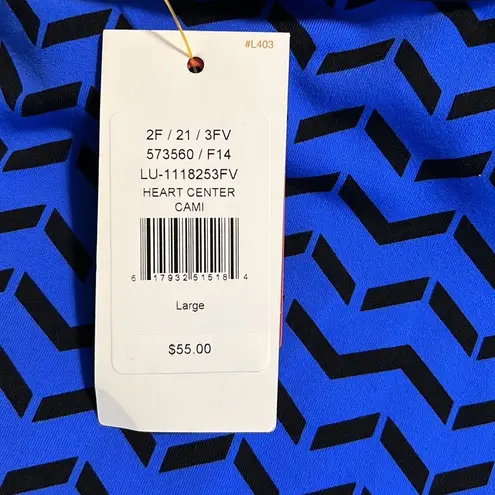 #L403
2F / 21 / 3FV
573560 / F14
LU-1118253FV
HEART CENTER
CAMI
6 17932 51518 4
Large
$55.00